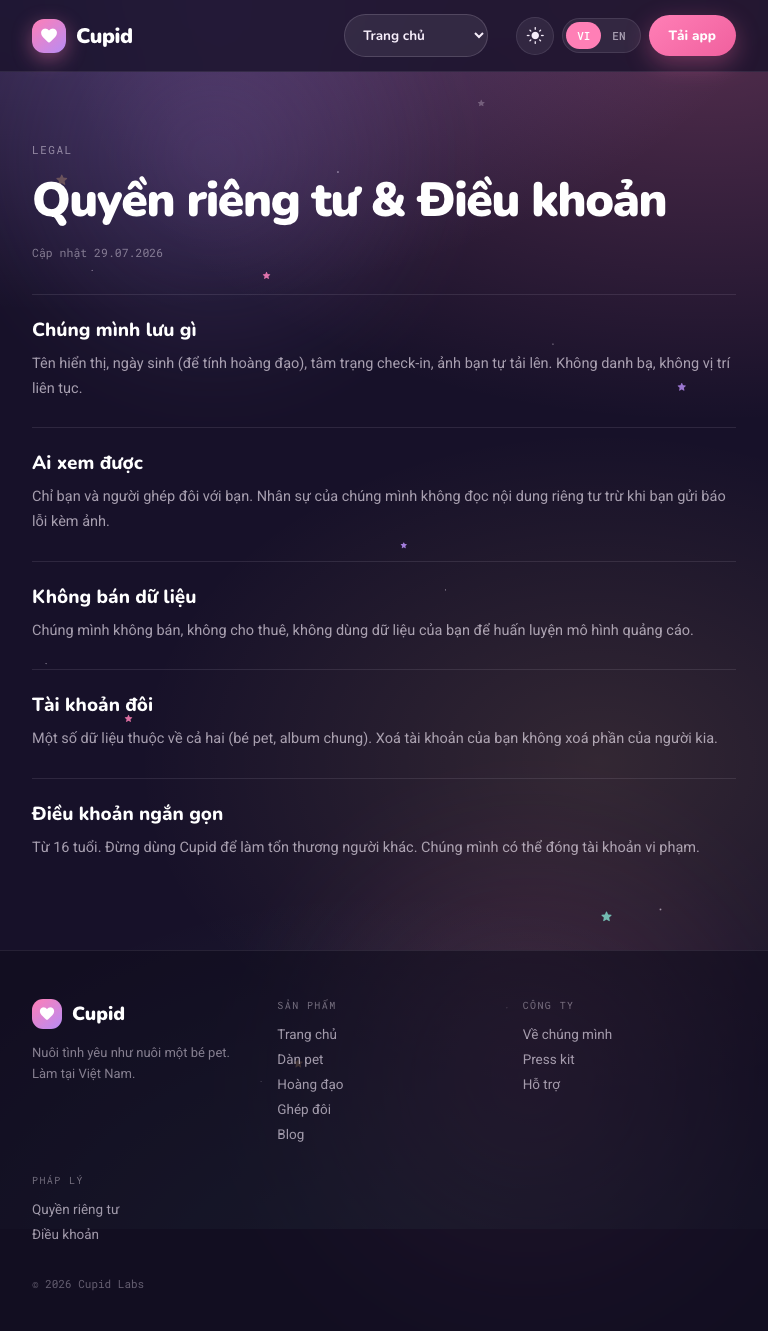 Cupid
Trang chủ
VI
EN
Tải app
LEGAL
Quyền riêng tư & Điều khoản
Cập nhật 29.07.2026
Chúng mình lưu gì
Tên hiển thị, ngày sinh (để tính hoàng đạo), tâm trạng check-in, ảnh bạn tự tải lên. Không danh bạ, không vị trí
liên tục.
Ai xem được
Chỉ bạn và người ghép đôi với bạn. Nhân sự của chúng mình không đọc nội dung riêng tư trừ khi bạn gửi báo
lỗi kèm ảnh.
Không bán dữ liệu
Chúng mình không bán, không cho thuê, không dùng dữ liệu của bạn để huấn luyện mô hình quảng cáo.
Tài khoản đôi
Một số dữ liệu thuộc về cả hai (bé pet, album chung). Xoá tài khoản của bạn không xoá phần của người kia.
Điều khoản ngắn gọn
Từ 16 tuổi. Đừng dùng Cupid để làm tổn thương người khác. Chúng mình có thể đóng tài khoản vi phạm.
Cupid
Nuôi tình yêu như nuôi một bé pet.
Làm tại Việt Nam.
SẢN PHẨM
Trang chủ
Dàn pet
Hoàng đạo
Ghép đôi
Blog
CÔNG TY
Về chúng mình
Press kit
Hỗ trợ
PHÁP LÝ
Quyền riêng tư
Điều khoản
© 2026 Cupid Labs